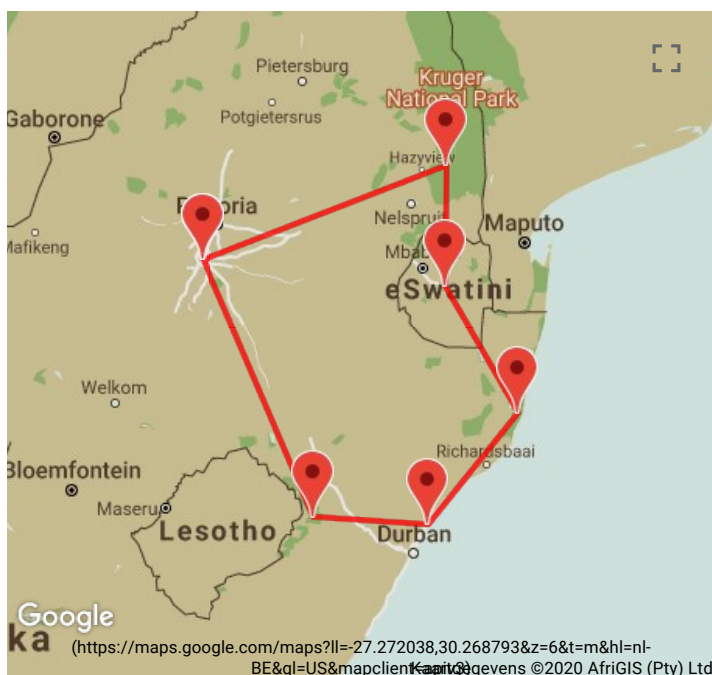 Pietersburg
Kruger
National Park
Potgietersrus
Gaborone
Hazyview
Mafikeng
Nelspruit
Maputo
eSwatini
Welkom
Richardsbaai
Bloemfontein
Maseru
Lesotho
Durban
Google
ka
(https://maps.google.com/maps?ll=-27.272038,30.268793&z=6&t=m&hl=nl-
BE&gl=US&mapclient=apiv3)
Kaartgegevens ©2020 AfriGIS (Pty) Ltd